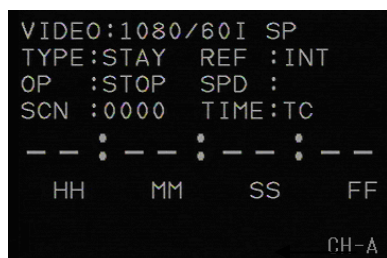 VIDEO:1080/60I SP
TYPE:STAY REF :INT
OP :STOP SPD :
SCN :0000 TIME:TC
--:--:--:--
HH MM SS FF
CH-A